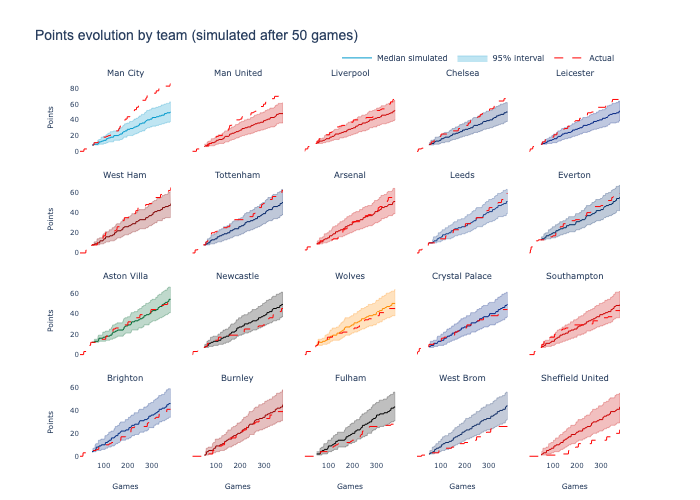 Points evolution by team (simulated after 50 games)
Median simulated 95% interval Actual
Man City Man United Liverpool Chelsea Leicester
80
60
40
20
0
Points
West Ham Tottenham Arsenal Leeds Everton
60
40
20
0
Points
Aston Villa Newcastle Wolves Crystal Palace Southampton
60
40
20
0
Points
Brighton Burnley Fulham West Brom Sheffield United
60
40
20
0
Points
100 200 300 100 200 300 100 200 300 100 200 300 100 200 300
Games Games Games Games Games